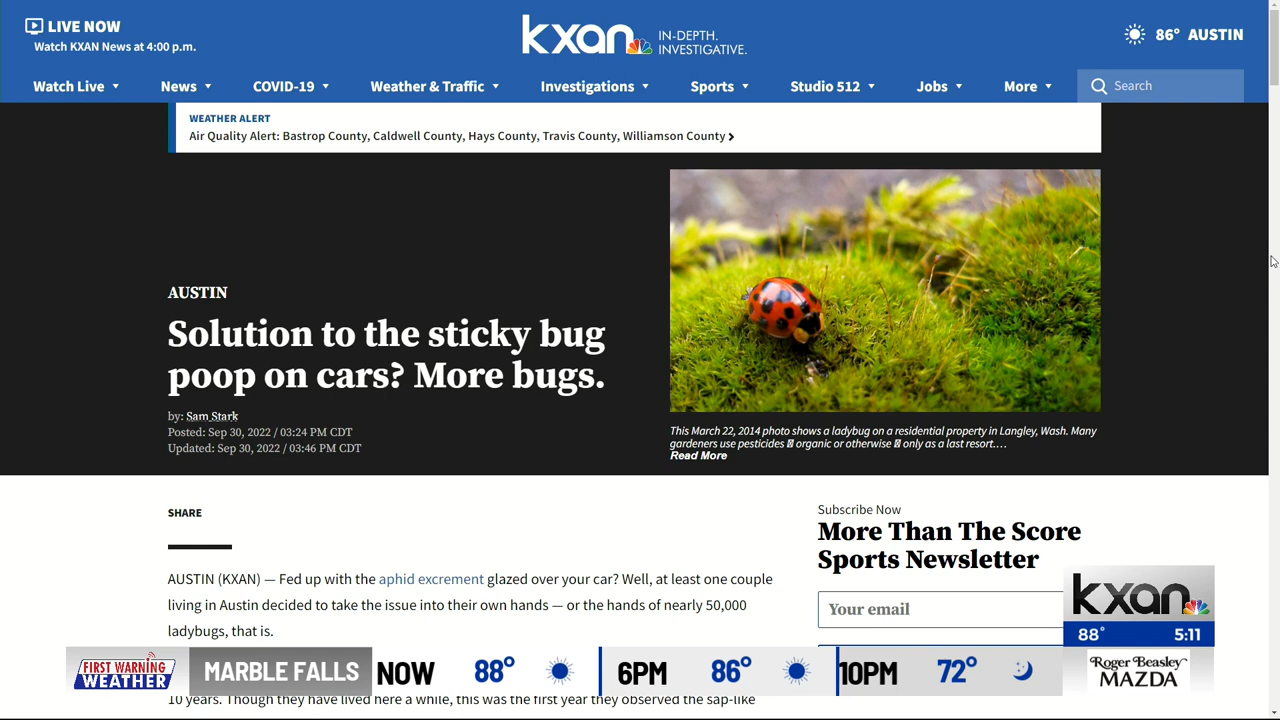 LIVE NOW
Watch KXAN News at 4:00 p.m.
kxan IN-DEPTH.
INVESTIGATIVE.
86° AUSTIN
Watch Live News COVID-19 Weather & Traffic Investigations Sports Studio 512 Jobs More Search
WEATHER ALERT
Air Quality Alert: Bastrop County, Caldwell County, Hays County, Travis County, Williamson County
AUSTIN
Solution to the sticky bug
poop on cars? More bugs.
by: Sam Stark
Posted: Sep 30, 2022 / 03:24 PM CDT
Updated: Sep 30, 2022 / 03:46 PM CDT
This March 22, 2014 photo shows a ladybug on a residential property in Langley, Wash. Many
gardeners use pesticides � organic or otherwise � only as a last resort.…
Read More
SHARE
AUSTIN (KXAN) — Fed up with the aphid excrement glazed over your car? Well, at least one couple
living in Austin decided to take the issue into their own hands — or the hands of nearly 50,000
ladybugs, that is.
10 years. Though they have lived here a while, this was the first year they observed the sap-like
Subscribe Now
More Than The Score
Sports Newsletter
Your email
kxan
88° 5:11
FIRST WARNING
WEATHER
MARBLE FALLS NOW 88° 6PM 86° 10PM 72°
Roger Beasley
MAZDA